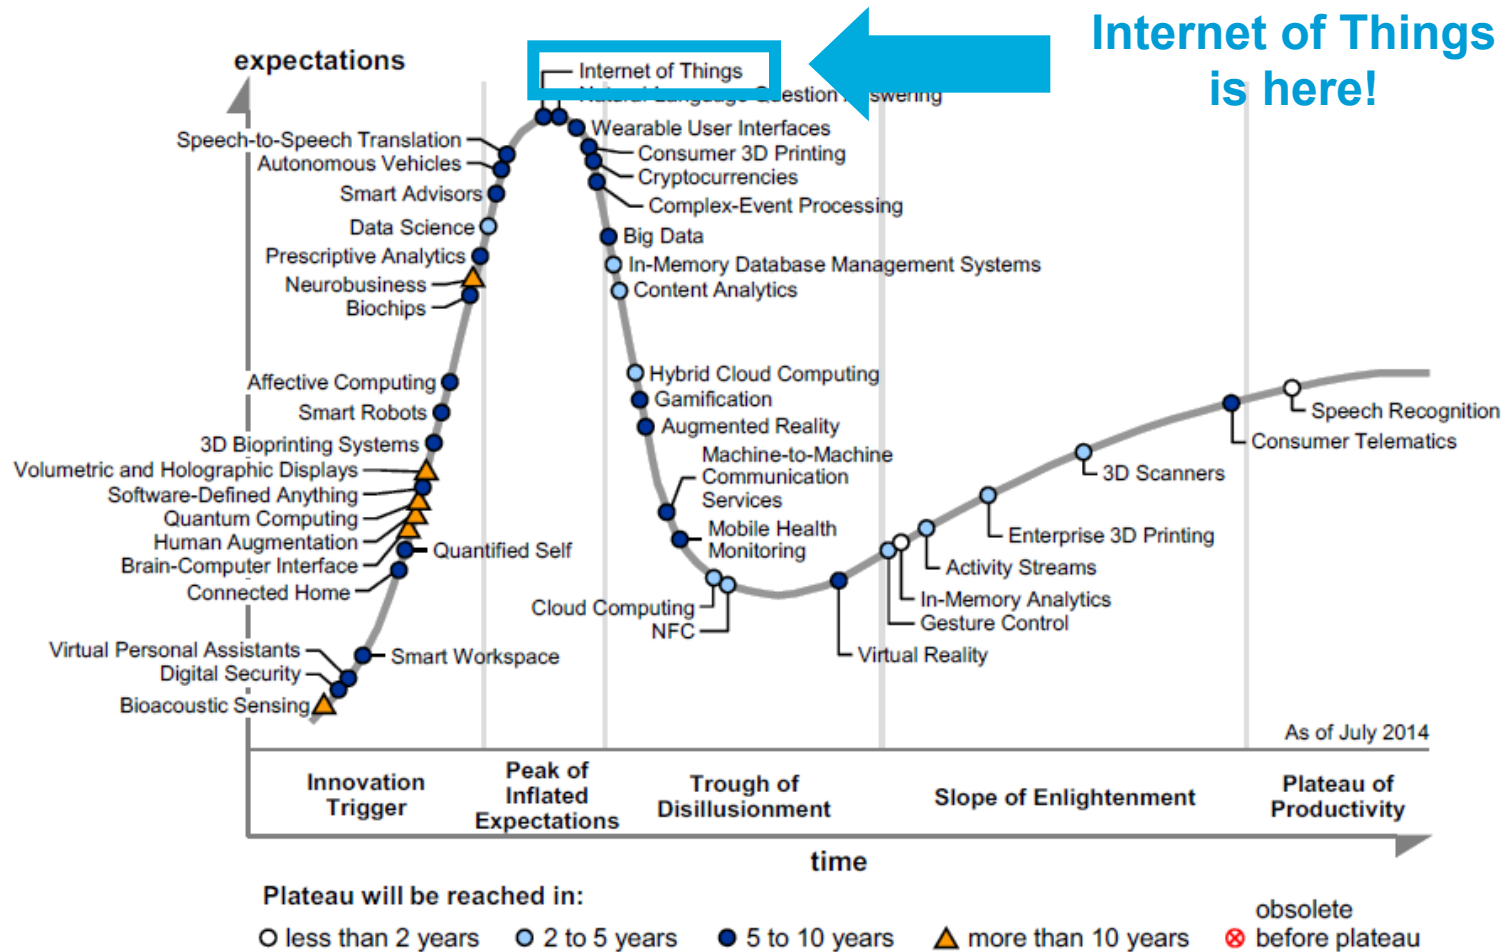 Internet of Things
is here!
expectations
Internet of Things
Natural-Language Question Answering
Wearable User Interfaces
Consumer 3D Printing
Cryptocurrencies
Complex-Event Processing
Speech-to-Speech Translation
Autonomous Vehicles
Smart Advisors
Data Science
Prescriptive Analytics
Neurobusiness
Biochips
Big Data
In-Memory Database Management Systems
Content Analytics
Affective Computing
Smart Robots
3D Bioprinting Systems
Volumetric and Holographic Displays
Software-Defined Anything
Quantum Computing
Human Augmentation
Brain-Computer Interface
Quantified Self
Connected Home
Hybrid Cloud Computing
Gamification
Augmented Reality
Machine-to-Machine
Communication
Services
Mobile Health
Monitoring
Cloud Computing
NFC
Virtual Personal Assistants
Digital Security
Smart Workspace
Bioacoustic Sensing
Speech Recognition
Consumer Telematics
3D Scanners
Enterprise 3D Printing
Activity Streams
In-Memory Analytics
Gesture Control
Virtual Reality
As of July 2014
Innovation
Trigger
Peak of
Inflated
Expectations
Trough of
Disillusionment
Slope of Enlightenment
Plateau of
Productivity
time
Plateau will be reached in:
less than 2 years
2 to 5 years
5 to 10 years
more than 10 years
obsolete
before plateau